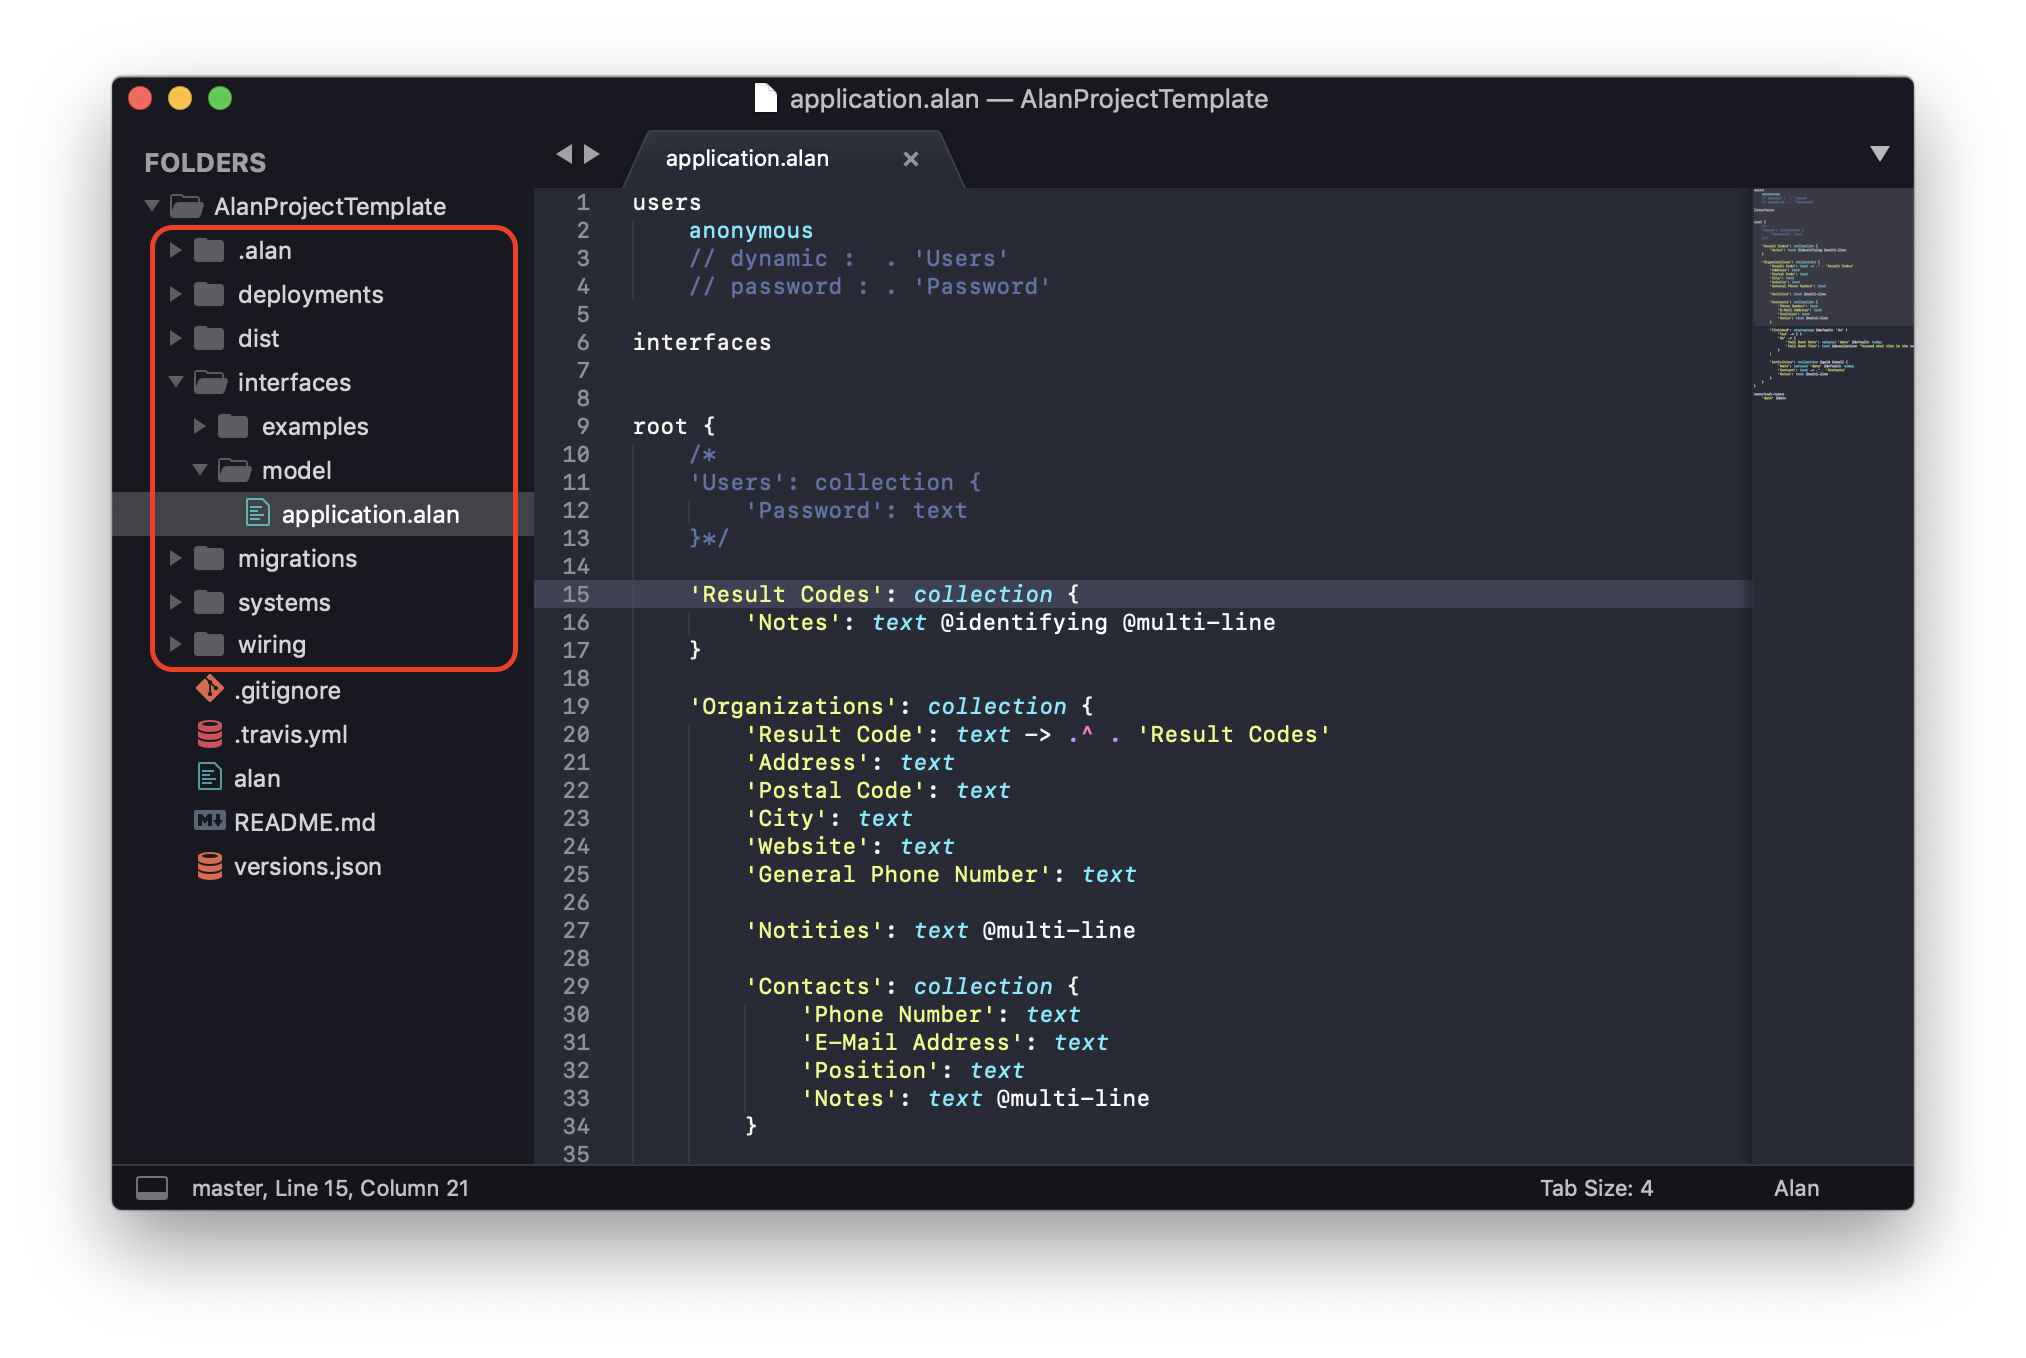 application.alan — AlanProjectTemplate
FOLDERS
AlanProjectTemplate
.alan
deployments
dist
interfaces
examples
model
application.alan
migrations
systems
wiring
.gitignore
.travis.yml
alan
README.md
versions.json
application.alan
1 users
2 anonymous
3 // dynamic :  . 'Users'
4 // password : . 'Password'
5
6 interfaces
7
8
9 root {
10 /*
11 'Users': collection {
12 'Password': text
13 }*/
14
15 'Result Codes': collection {
16 'Notes': text @identifying @multi-line
17 }
18
19 'Organizations': collection {
20 'Result Code': text -> .^ . 'Result Codes'
21 'Address': text
22 'Postal Code': text
23 'City': text
24 'Website': text
25 'General Phone Number': text
26
27 'Notities': text @multi-line
28
29 'Contacts': collection {
30 'Phone Number': text
31 'E-Mail Address': text
32 'Position': text
33 'Notes': text @multi-line
34 }
35
master, Line 15, Column 21
Tab Size: 4
Alan